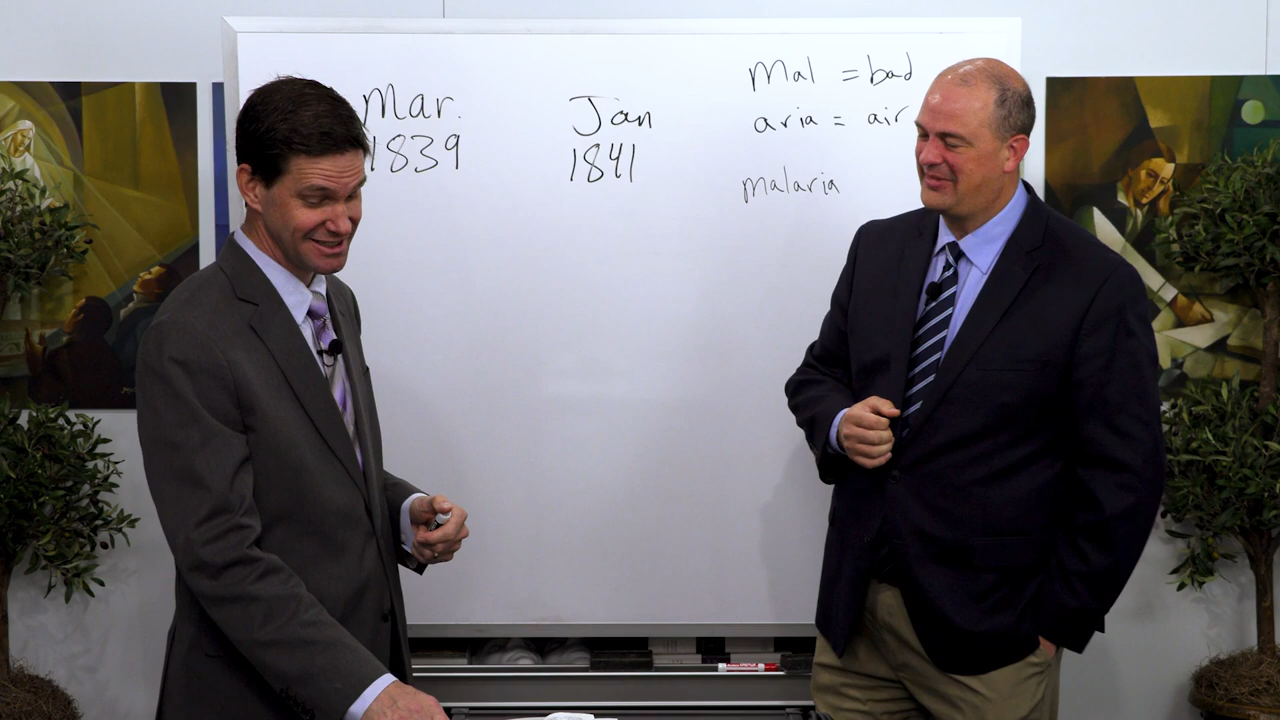 Mar.
1839
Jan
1841
Mal = bad
aria = air
malaria